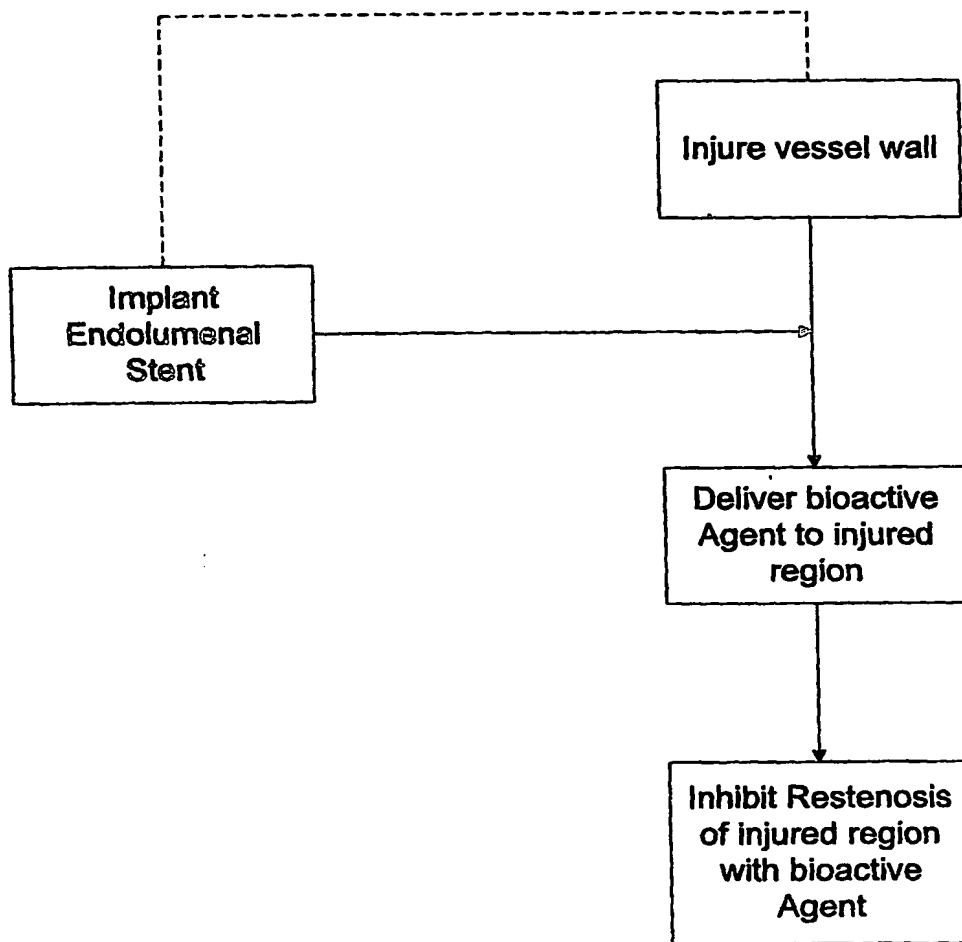 Injure vessel wall
Implant
Endolumenal
Stent
Deliver bioactive
Agent to injured
region
Inhibit Restenosis
of injured region
with bioactive
Agent